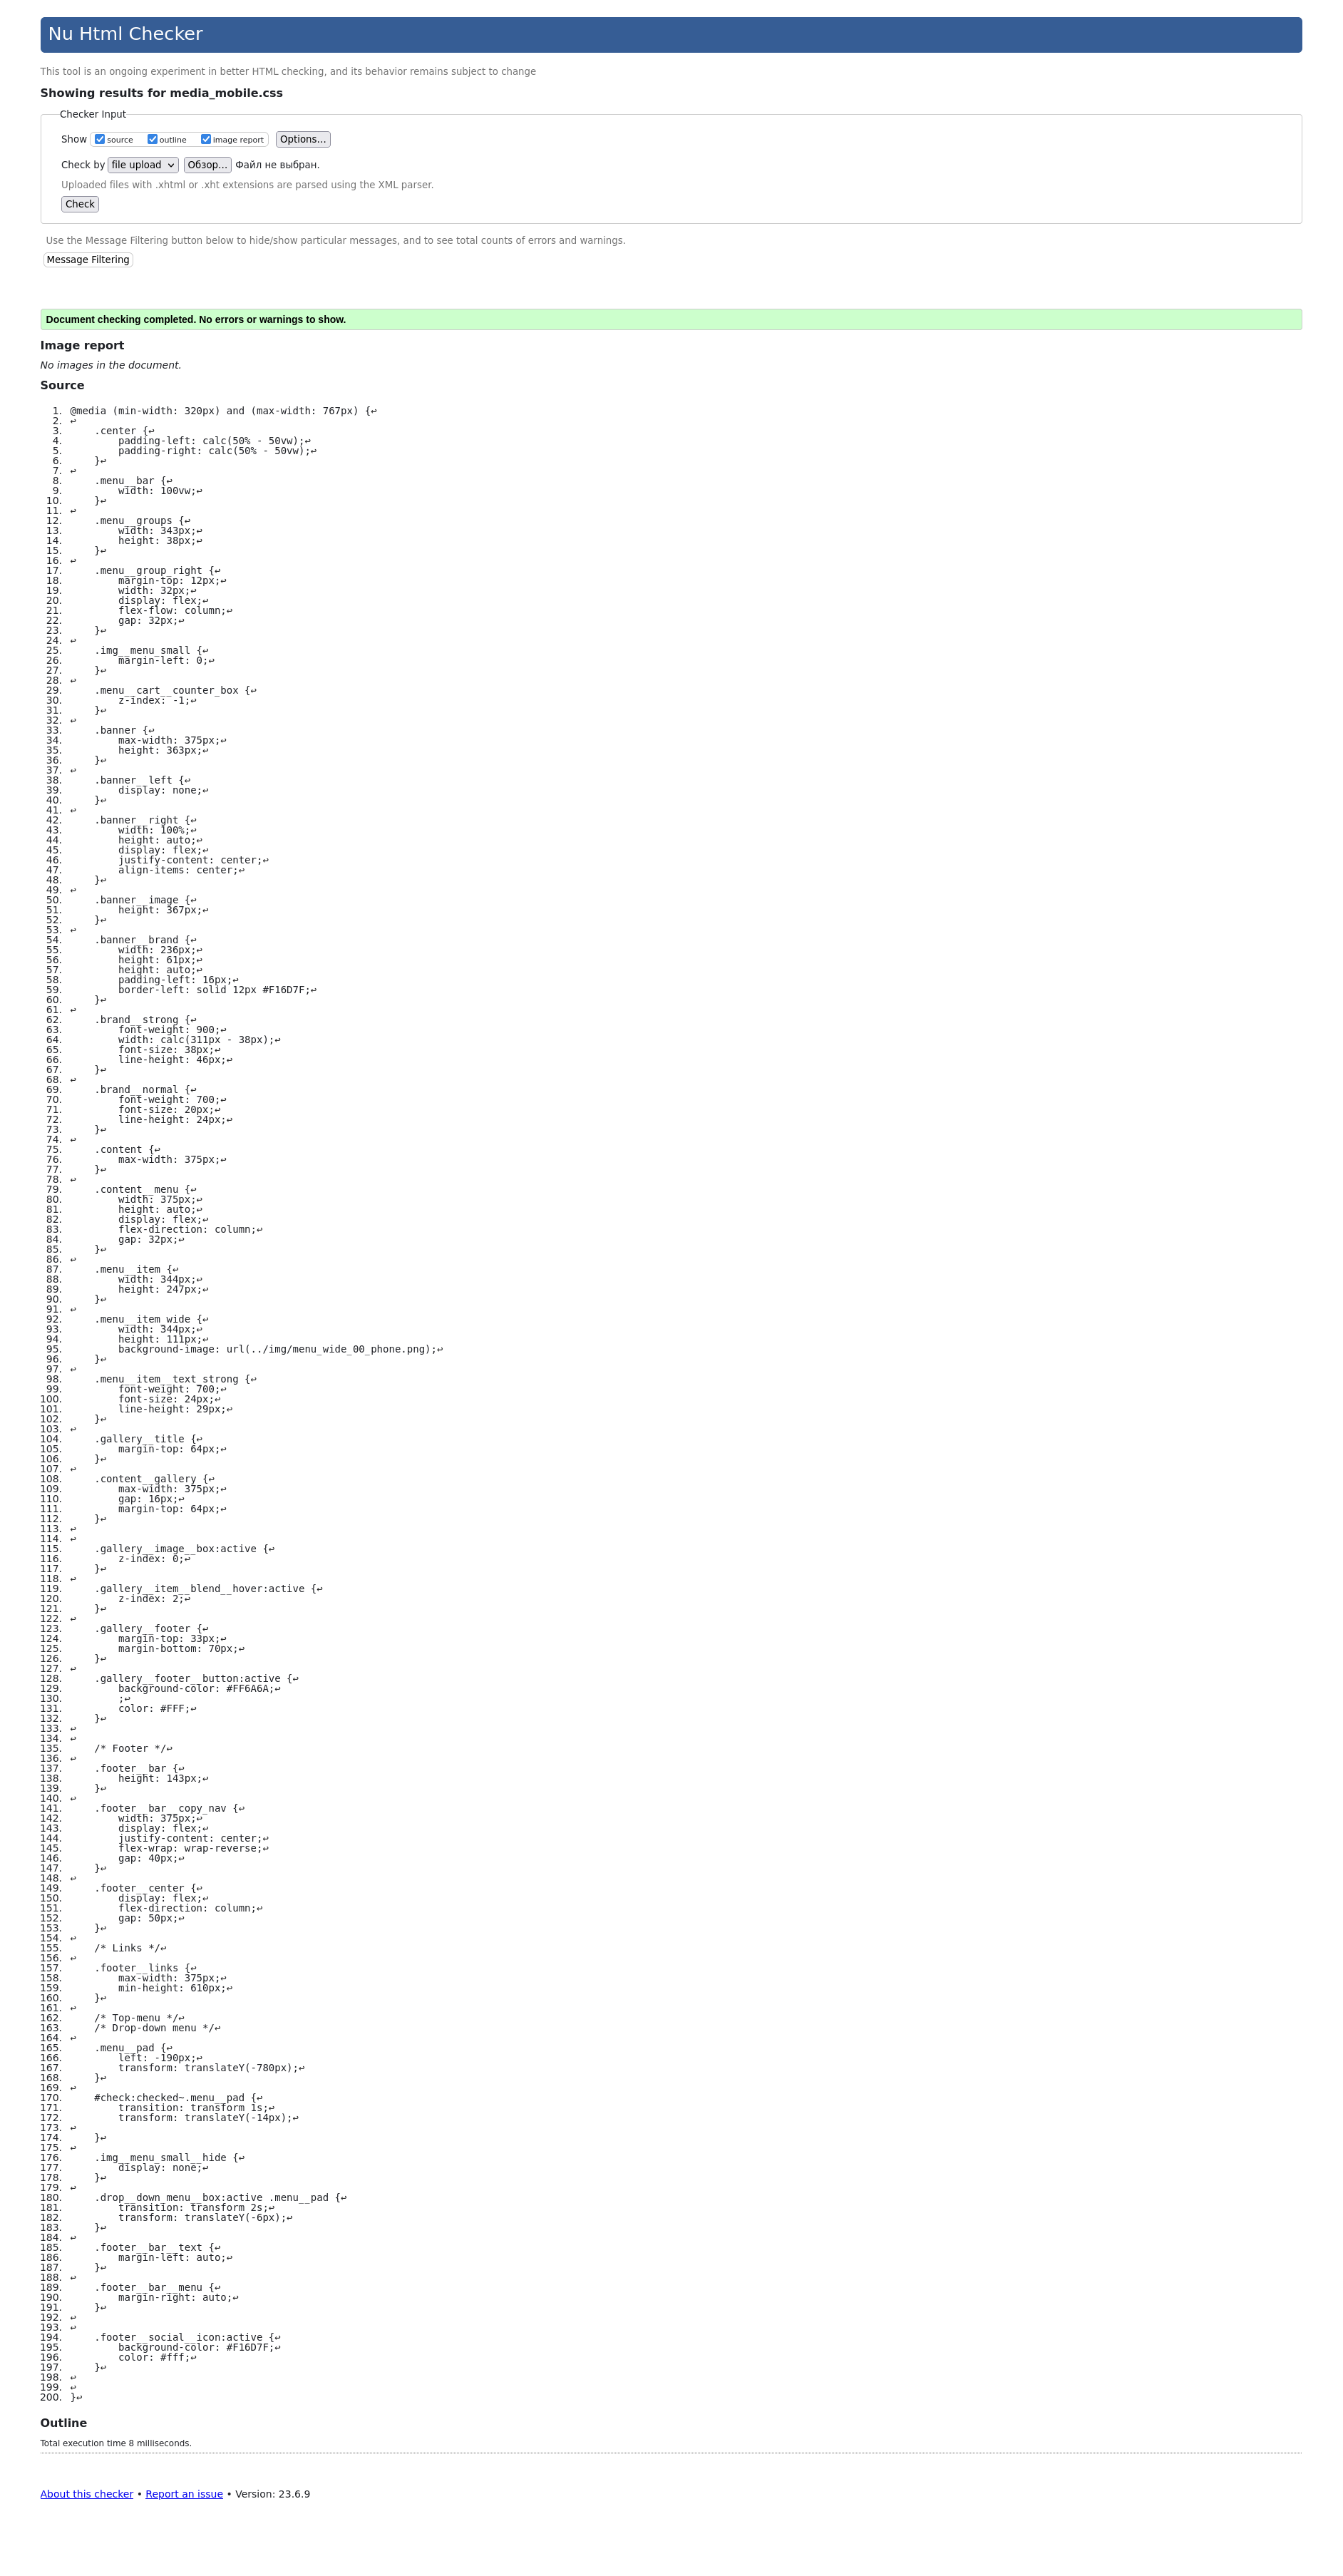 Nu Html Checker
This tool is an ongoing experiment in better HTML checking, and its behavior remains subject to change
Showing results for media_mobile.css
Checker Input
Show source outline image report Options...
Check by file upload Обзор... Файл не выбран.
Uploaded files with .xhtml or .xht extensions are parsed using the XML parser.
Check
Use the Message Filtering button below to hide/show particular messages, and to see total counts of errors and warnings.
Message Filtering
Document checking completed. No errors or warnings to show.
Image report
No images in the document.
Source
1. @media (min-width: 320px) and (max-width: 767px) {↩
2. ↩
3. .center {↩
4. padding-left: calc(50% - 50vw);↩
5. padding-right: calc(50% - 50vw);↩
6. }↩
7. ↩
8. .menu__bar {↩
9. width: 100vw;↩
10. }↩
11. ↩
12. .menu__groups {↩
13. width: 343px;↩
14. height: 38px;↩
15. }↩
16. ↩
17. .menu__group_right {↩
18. margin-top: 12px;↩
19. width: 32px;↩
20. display: flex;↩
21. flex-flow: column;↩
22. gap: 32px;↩
23. }↩
24. ↩
25. .img__menu_small {↩
26. margin-left: 0;↩
27. }↩
28. ↩
29. .menu__cart__counter_box {↩
30. z-index: -1;↩
31. }↩
32. ↩
33. .banner {↩
34. max-width: 375px;↩
35. height: 363px;↩
36. }↩
37. ↩
38. .banner__left {↩
39. display: none;↩
40. }↩
41. ↩
42. .banner__right {↩
43. width: 100%;↩
44. height: auto;↩
45. display: flex;↩
46. justify-content: center;↩
47. align-items: center;↩
48. }↩
49. ↩
50. .banner__image {↩
51. height: 367px;↩
52. }↩
53. ↩
54. .banner__brand {↩
55. width: 236px;↩
56. height: 61px;↩
57. height: auto;↩
58. padding-left: 16px;↩
59. border-left: solid 12px #F16D7F;↩
60. }↩
61. ↩
62. .brand__strong {↩
63. font-weight: 900;↩
64. width: calc(311px - 38px);↩
65. font-size: 38px;↩
66. line-height: 46px;↩
67. }↩
68. ↩
69. .brand__normal {↩
70. font-weight: 700;↩
71. font-size: 20px;↩
72. line-height: 24px;↩
73. }↩
74. ↩
75. .content {↩
76. max-width: 375px;↩
77. }↩
78. ↩
79. .content__menu {↩
80. width: 375px;↩
81. height: auto;↩
82. display: flex;↩
83. flex-direction: column;↩
84. gap: 32px;↩
85. }↩
86. ↩
87. .menu__item {↩
88. width: 344px;↩
89. height: 247px;↩
90. }↩
91. ↩
92. .menu__item_wide {↩
93. width: 344px;↩
94. height: 111px;↩
95. background-image: url(../img/menu_wide_00_phone.png);↩
96. }↩
97. ↩
98. .menu__item__text_strong {↩
99. font-weight: 700;↩
100. font-size: 24px;↩
101. line-height: 29px;↩
102. }↩
103. ↩
104. .gallery__title {↩
105. margin-top: 64px;↩
106. }↩
107. ↩
108. .content__gallery {↩
109. max-width: 375px;↩
110. gap: 16px;↩
111. margin-top: 64px;↩
112. }↩
113. ↩
114. ↩
115. .gallery__image__box:active {↩
116. z-index: 0;↩
117. }↩
118. ↩
119. .gallery__item__blend__hover:active {↩
120. z-index: 2;↩
121. }↩
122. ↩
123. .gallery__footer {↩
124. margin-top: 33px;↩
125. margin-bottom: 70px;↩
126. }↩
127. ↩
128. .gallery__footer__button:active {↩
129. background-color: #FF6A6A;↩
130. ;↩
131. color: #FFF;↩
132. }↩
133. ↩
134. ↩
135. /* Footer */↩
136. ↩
137. .footer__bar {↩
138. height: 143px;↩
139. }↩
140. ↩
141. .footer__bar__copy_nav {↩
142. width: 375px;↩
143. display: flex;↩
144. justify-content: center;↩
145. flex-wrap: wrap-reverse;↩
146. gap: 40px;↩
147. }↩
148. ↩
149. .footer__center {↩
150. display: flex;↩
151. flex-direction: column;↩
152. gap: 50px;↩
153. }↩
154. ↩
155. /* Links */↩
156. ↩
157. .footer__links {↩
158. max-width: 375px;↩
159. min-height: 610px;↩
160. }↩
161. ↩
162. /* Top-menu */↩
163. /* Drop-down menu */↩
164. ↩
165. .menu__pad {↩
166. left: -190px;↩
167. transform: translateY(-780px);↩
168. }↩
169. ↩
170. #check:checked~.menu__pad {↩
171. transition: transform 1s;↩
172. transform: translateY(-14px);↩
173. ↩
174. }↩
175. ↩
176. .img__menu_small__hide {↩
177. display: none;↩
178. }↩
179. ↩
180. .drop__down_menu__box:active .menu__pad {↩
181. transition: transform 2s;↩
182. transform: translateY(-6px);↩
183. }↩
184. ↩
185. .footer__bar__text {↩
186. margin-left: auto;↩
187. }↩
188. ↩
189. .footer__bar__menu {↩
190. margin-right: auto;↩
191. }↩
192. ↩
193. ↩
194. .footer__social__icon:active {↩
195. background-color: #F16D7F;↩
196. color: #fff;↩
197. }↩
198. ↩
199. ↩
200. }↩
Outline
Total execution time 8 milliseconds.
About this checker • Report an issue • Version: 23.6.9